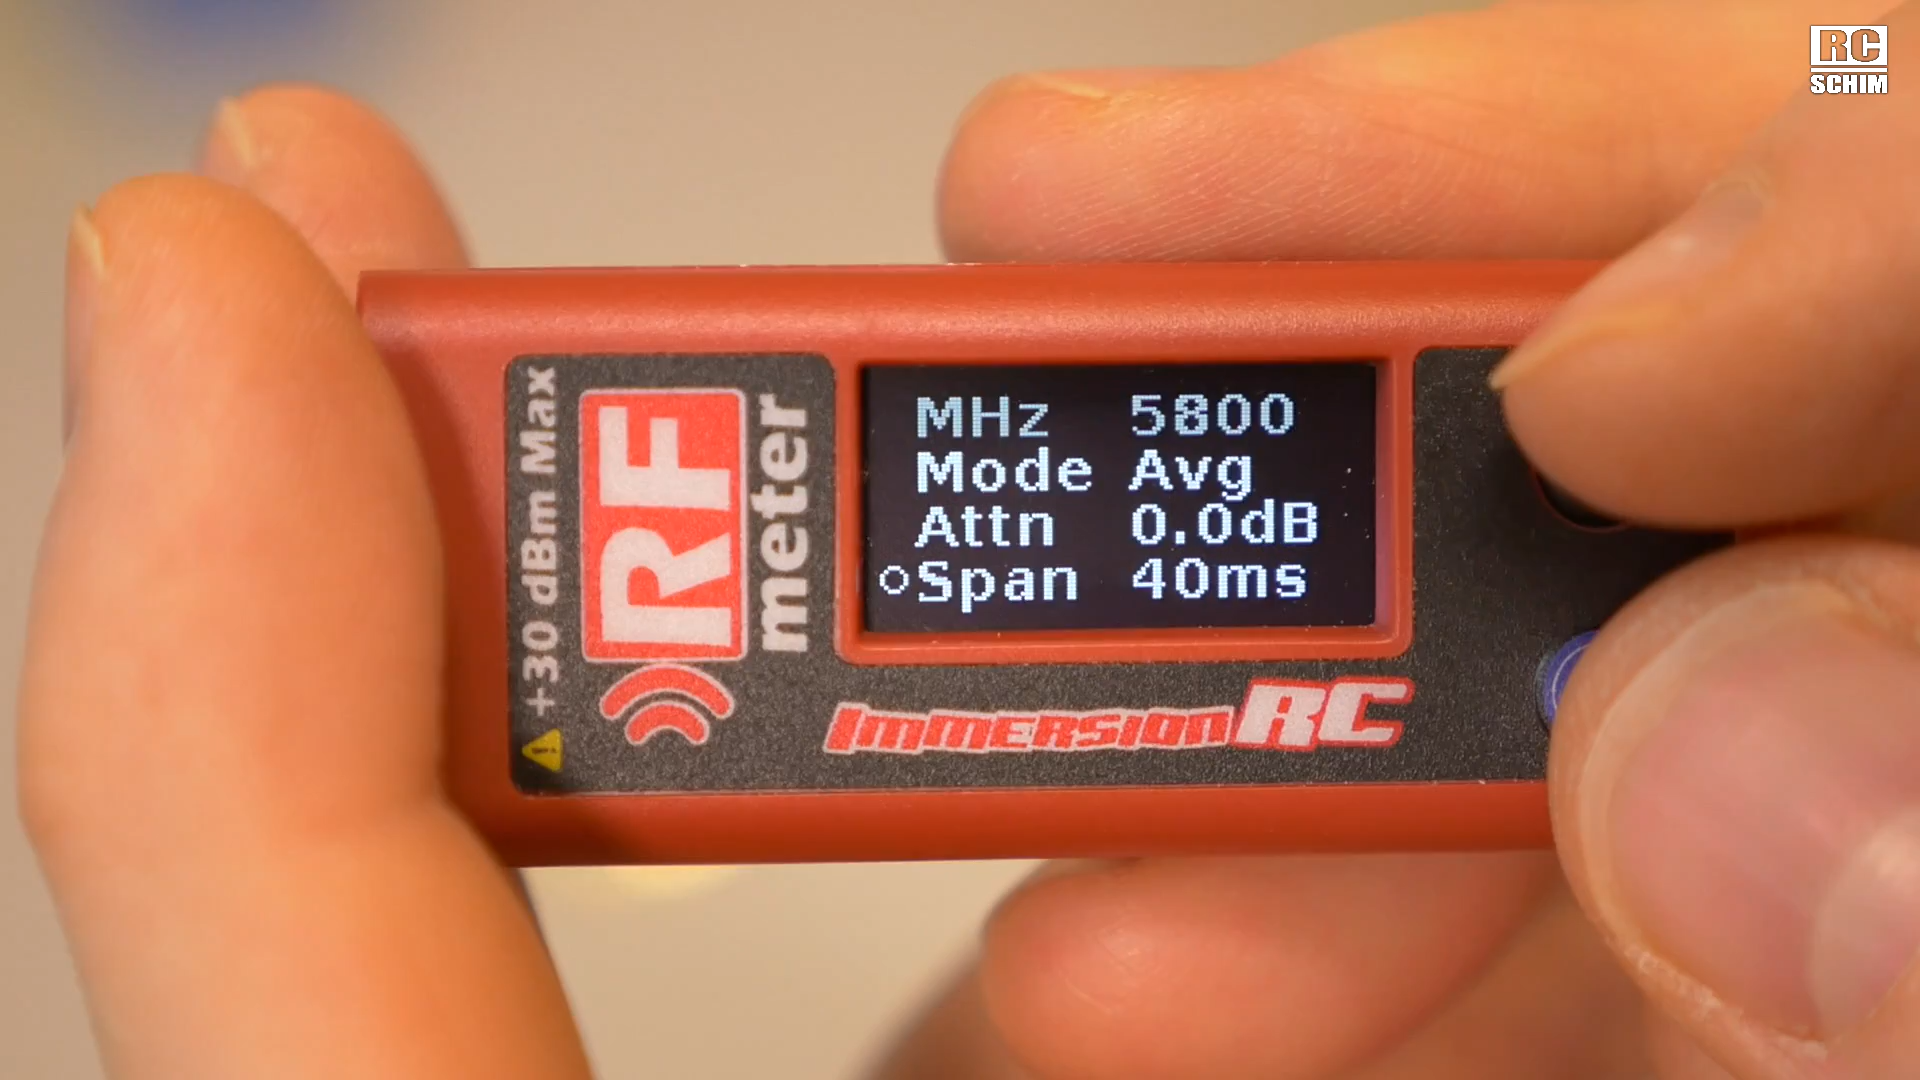 RC
SCHIM
+30 dBm Max
RF
meter
MHz 5800
Mode Avg
Attn 0.0dB
Span 40ms
ImmersionRC